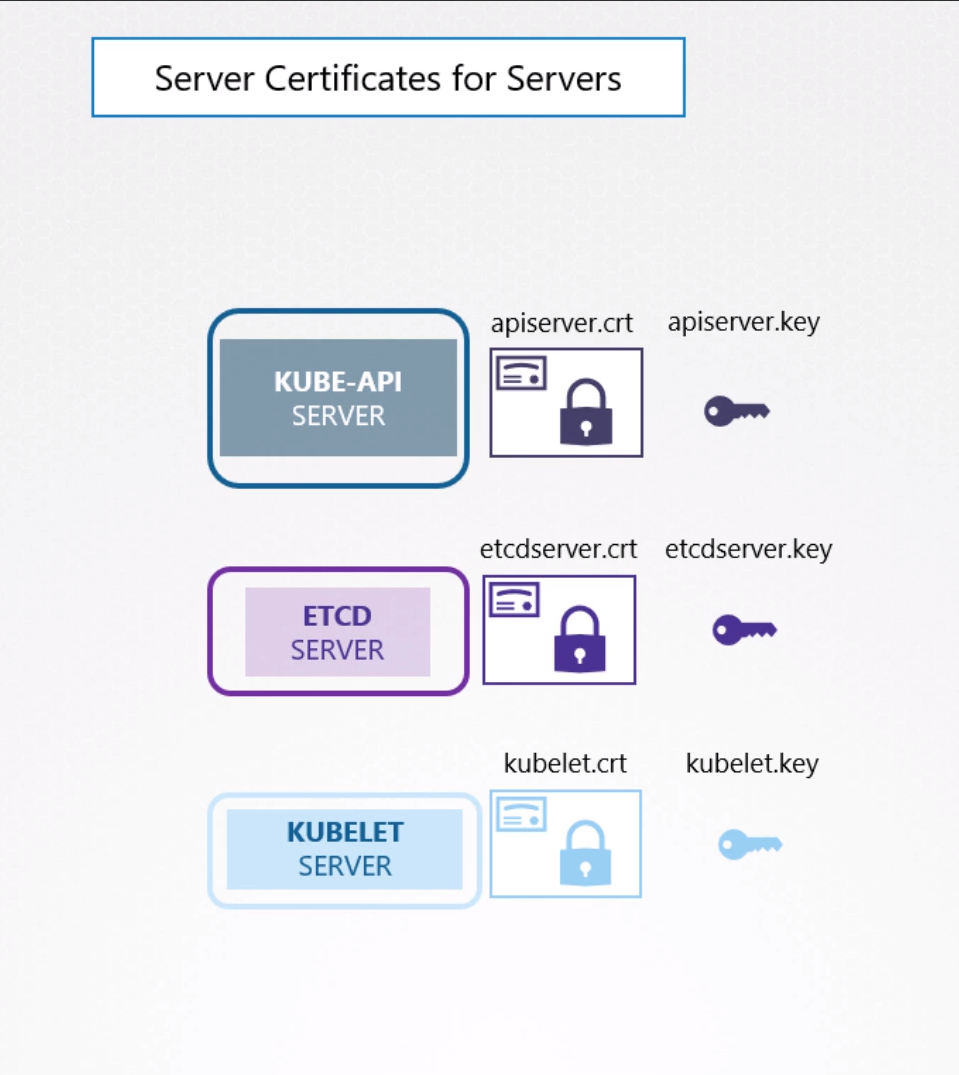 Server Certificates for Servers
apiserver.crt apiserver.key
KUBE-API
SERVER
etcdserver.crt etcdserver.key
ETCD
SERVER
kubelet.crt kubelet.key
KUBELET
SERVER